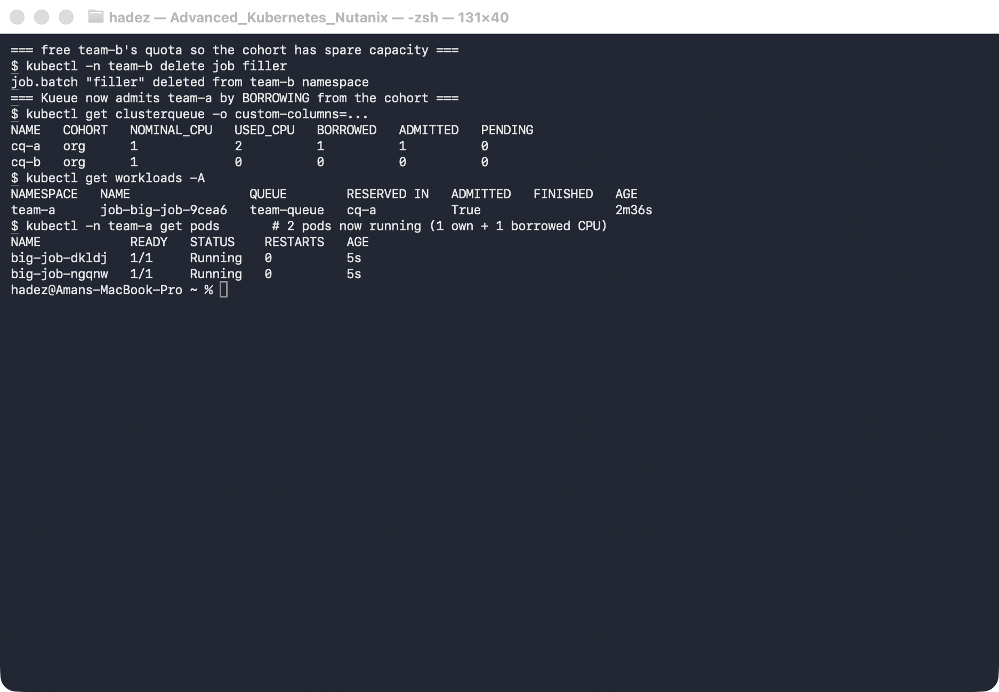 hadez — Advanced_Kubernetes_Nutanix — -zsh — 131×40
=== free team-b's quota so the cohort has spare capacity ===
$ kubectl -n team-b delete job filler
job.batch "filler" deleted from team-b namespace
=== Kueue now admits team-a by BORROWING from the cohort ===
$ kubectl get clusterqueue -o custom-columns=...
NAME   COHORT   NOMINAL_CPU   USED_CPU   BORROWED   ADMITTED   PENDING
cq-a   org      1             2          1          1          0
cq-b   org      1             0          0          0          0
$ kubectl get workloads -A
NAMESPACE   NAME                QUEUE        RESERVED IN   ADMITTED   FINISHED   AGE
team-a      job-big-job-9cea6   team-queue   cq-a          True                  2m36s
$ kubectl -n team-a get pods       # 2 pods now running (1 own + 1 borrowed CPU)
NAME            READY   STATUS    RESTARTS   AGE
big-job-dkldj   1/1     Running   0          5s
big-job-ngqnw   1/1     Running   0          5s
hadez@Amans-MacBook-Pro ~ %